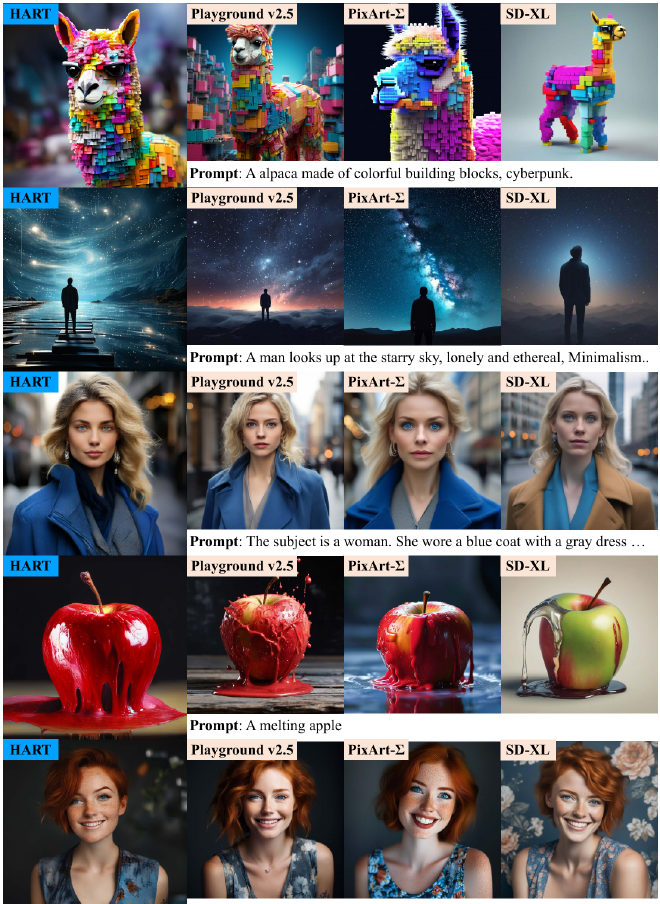 HART
Playground v2.5
PixArt-Σ
SD-XL
Prompt: A alpaca made of colorful building blocks, cyberpunk.
HART
Playground v2.5
PixArt-Σ
SD-XL
Prompt: A man looks up at the starry sky, lonely and ethereal, Minimalism..
HART
Playground v2.5
PixArt-Σ
SD-XL
Prompt: The subject is a woman. She wore a blue coat with a gray dress …
HART
Playground v2.5
PixArt-Σ
SD-XL
Prompt: A melting apple
HART
Playground v2.5
PixArt-Σ
SD-XL